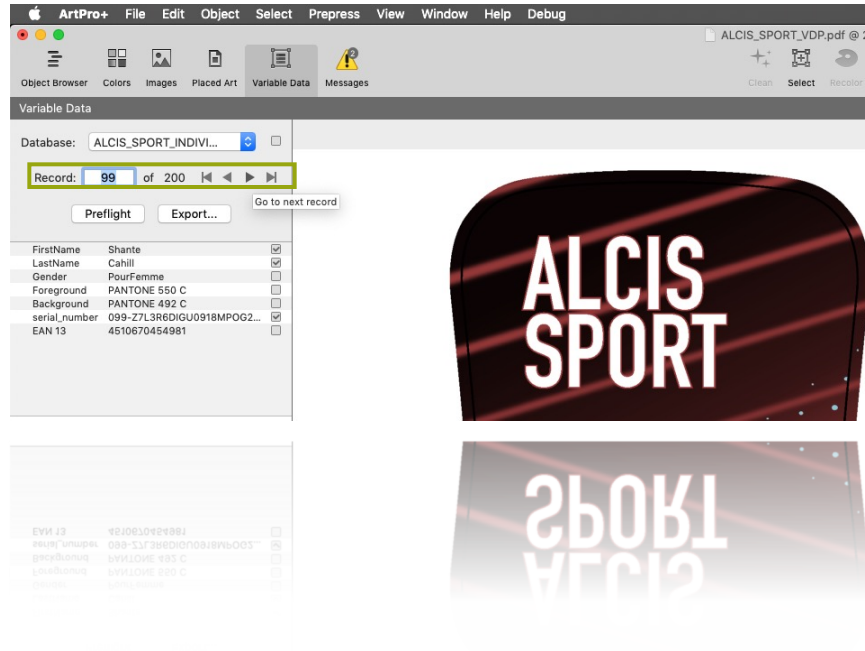 ArtPro+ File Edit Object Select Prepress View Window Help Debug
ALCIS_SPORT_VDP.pdf @ 2
Object Browser Colors Images Placed Art Variable Data 2 Messages Clean Select Recolor
Variable Data
Database: ALCIS_SPORT_INDIVI...
Record: 99 of 200
Go to next record
Preflight Export...
FirstName Shante
LastName Cahill
Gender PourFemme
Foreground PANTONE 550 C
Background PANTONE 492 C
serial_number 099-Z7L3R6DIGU0918MPOG2...
EAN 13 4510670454981
ALCIS
SPORT